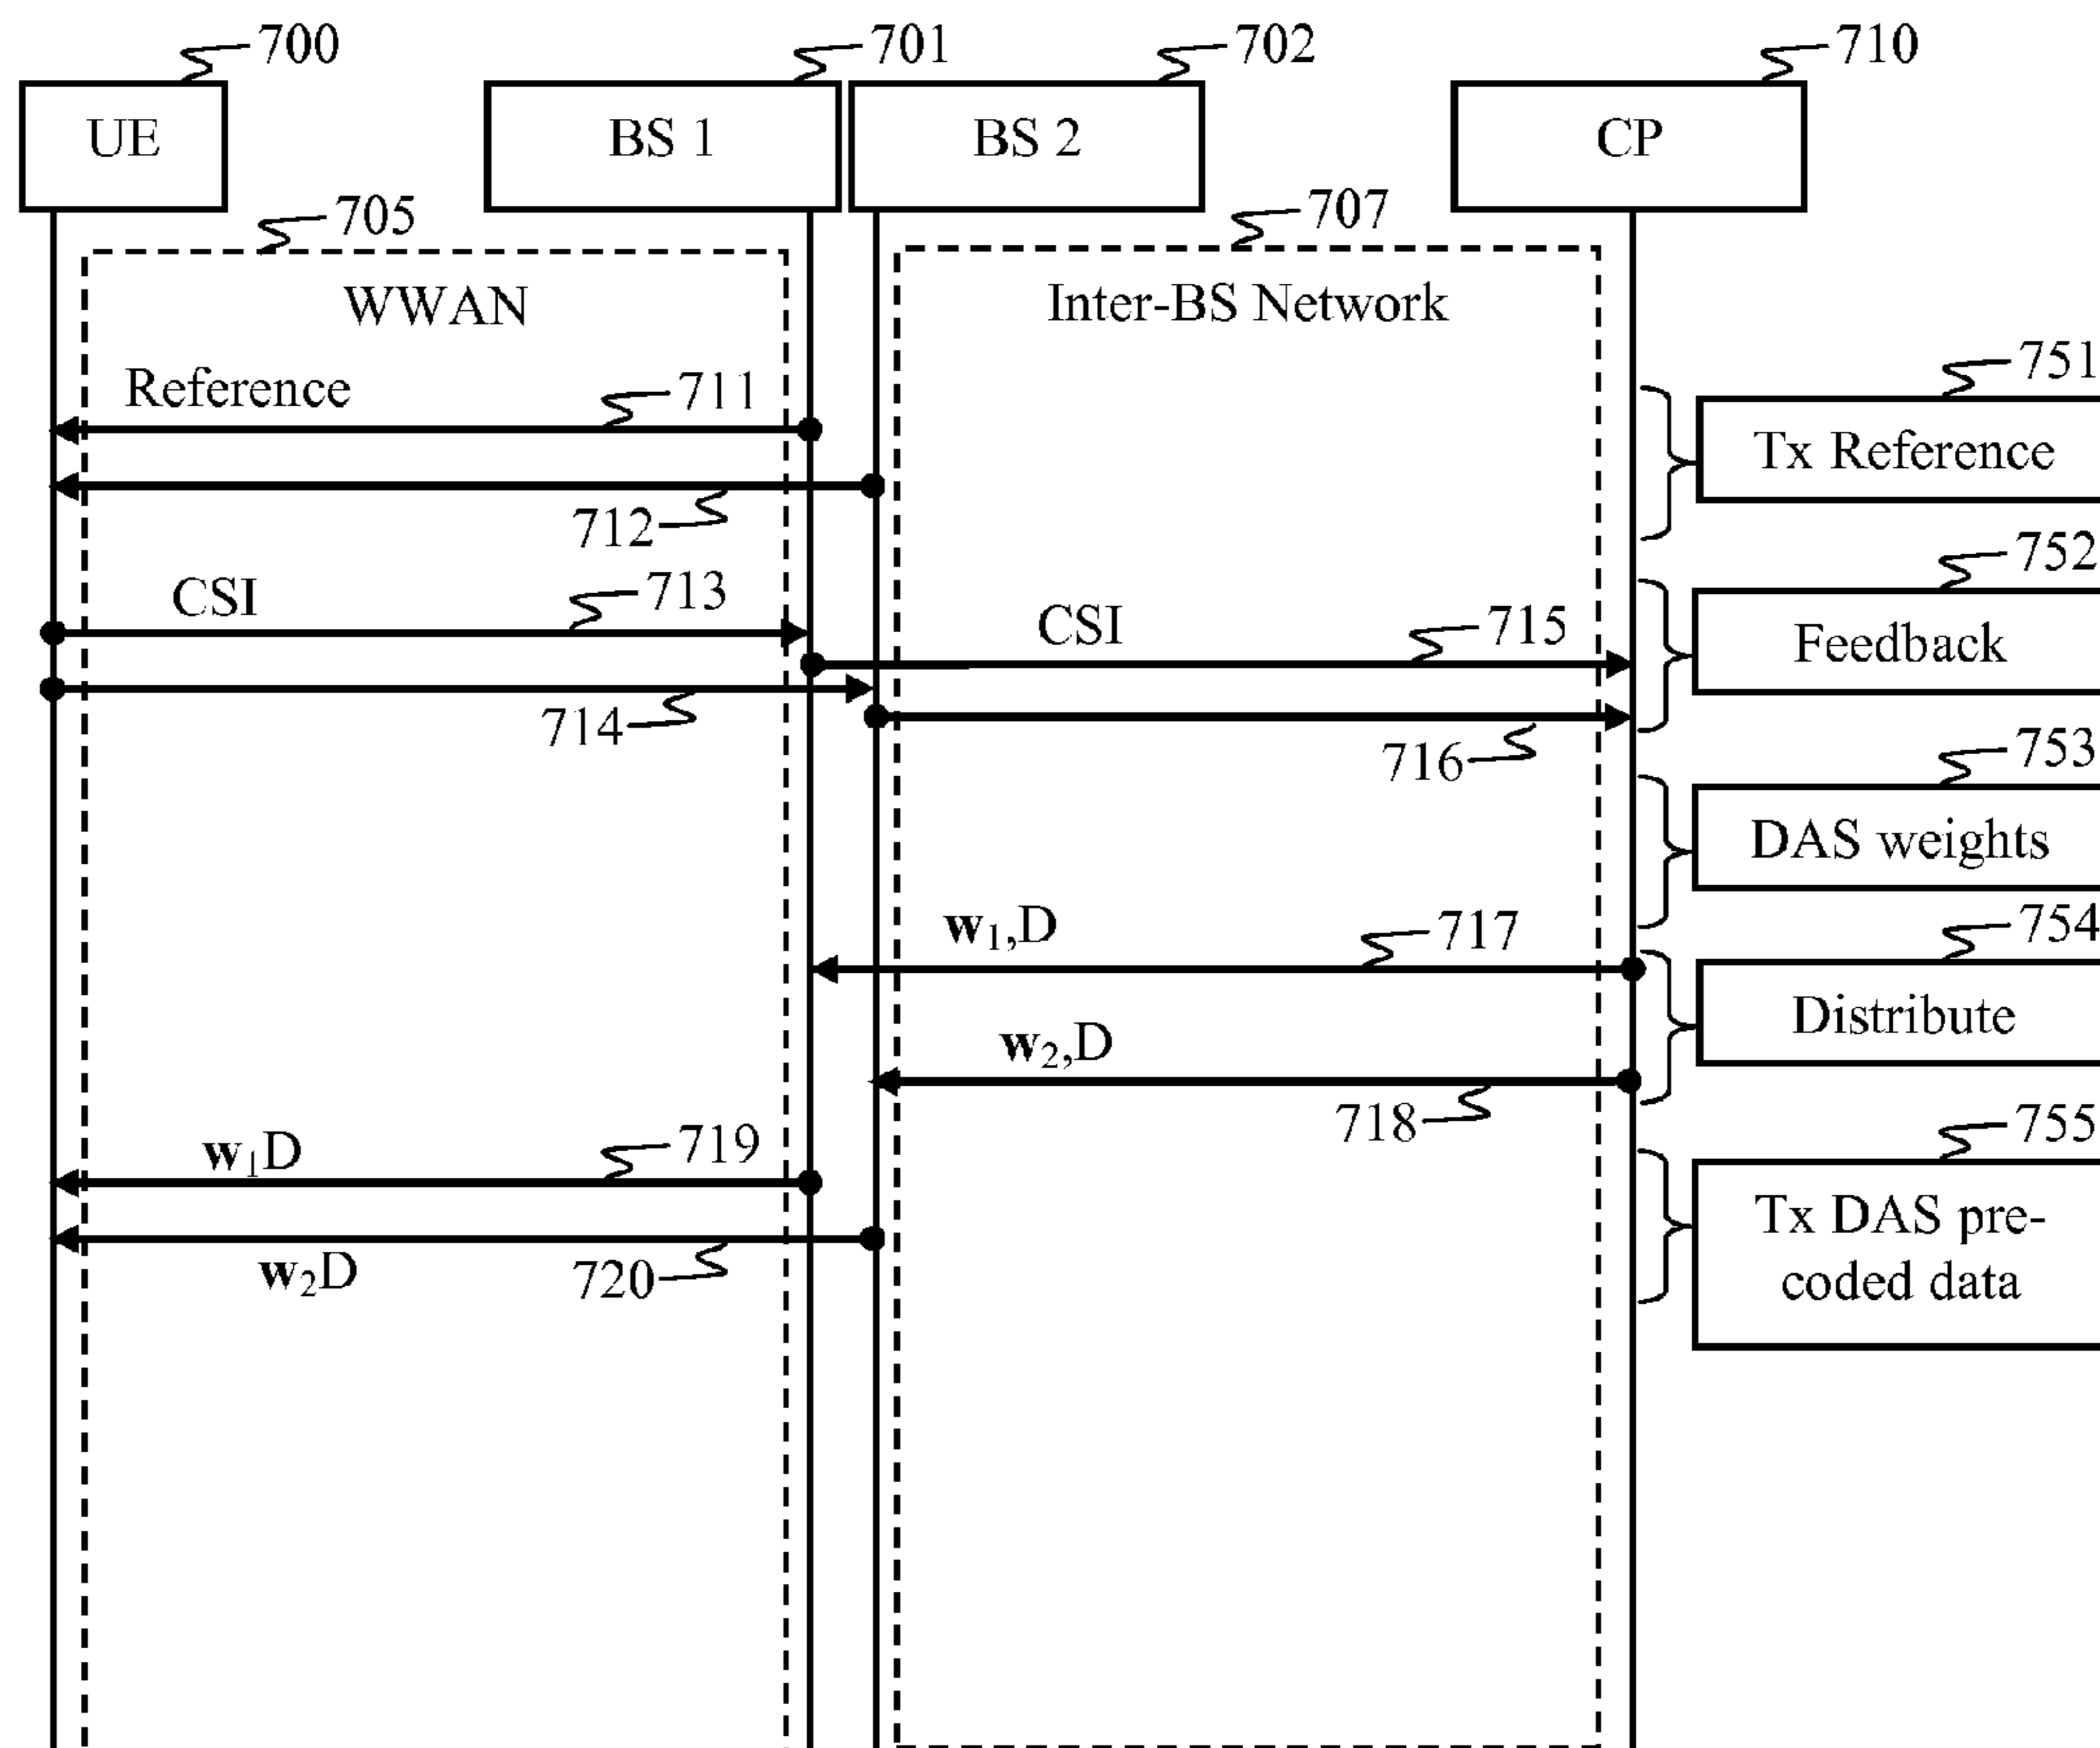 700
701
702
710
UE
BS 1
BS 2
CP
705
707
WWAN
Inter-BS Network
Reference
711
751
Tx Reference
712
752
CSI
713
CSI
715
Feedback
714
716
753
DAS weights
w₁,D
717
754
Distribute
w₂,D
718
755
w₁D
719
Tx DAS pre-
coded data
w₂D
720